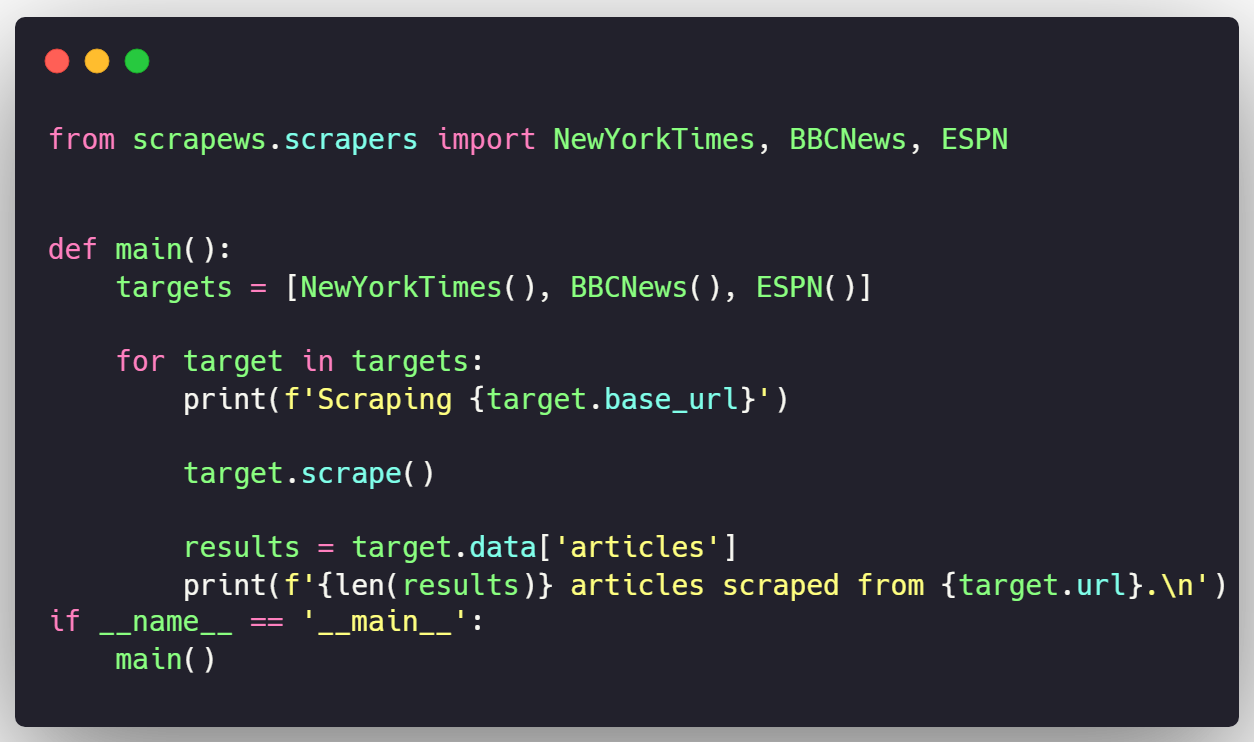 from scrapews.scrapers import NewYorkTimes, BBCNews, ESPN
def main():
    targets = [NewYorkTimes(), BBCNews(), ESPN()]
    for target in targets:
        print(f'Scraping {target.base_url}')
        target.scrape()
        results = target.data['articles']
        print(f'{len(results)} articles scraped from {target.url}.\n')
if __name__ == '__main__':
    main()